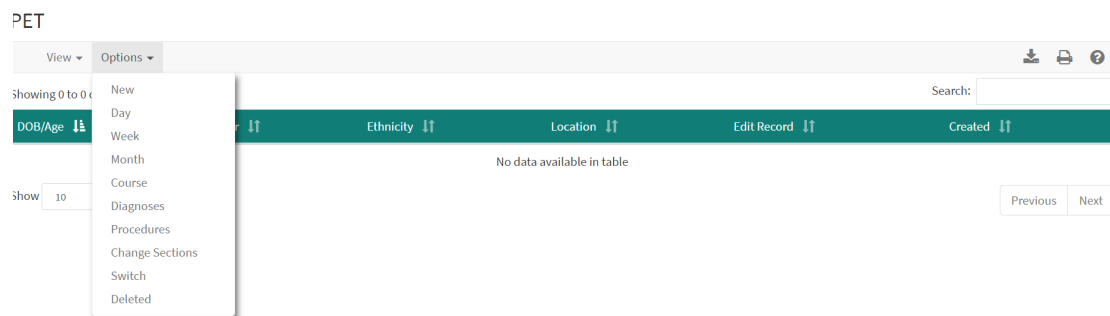 PET
View Options
New
Showing 0 to 0 Search:
Day
DOB/Age Ethnicity Location Edit Record Created
Week
Month
No data available in table
Course
Show 10 Previous Next
Diagnoses
Procedures
Change Sections
Switch
Deleted